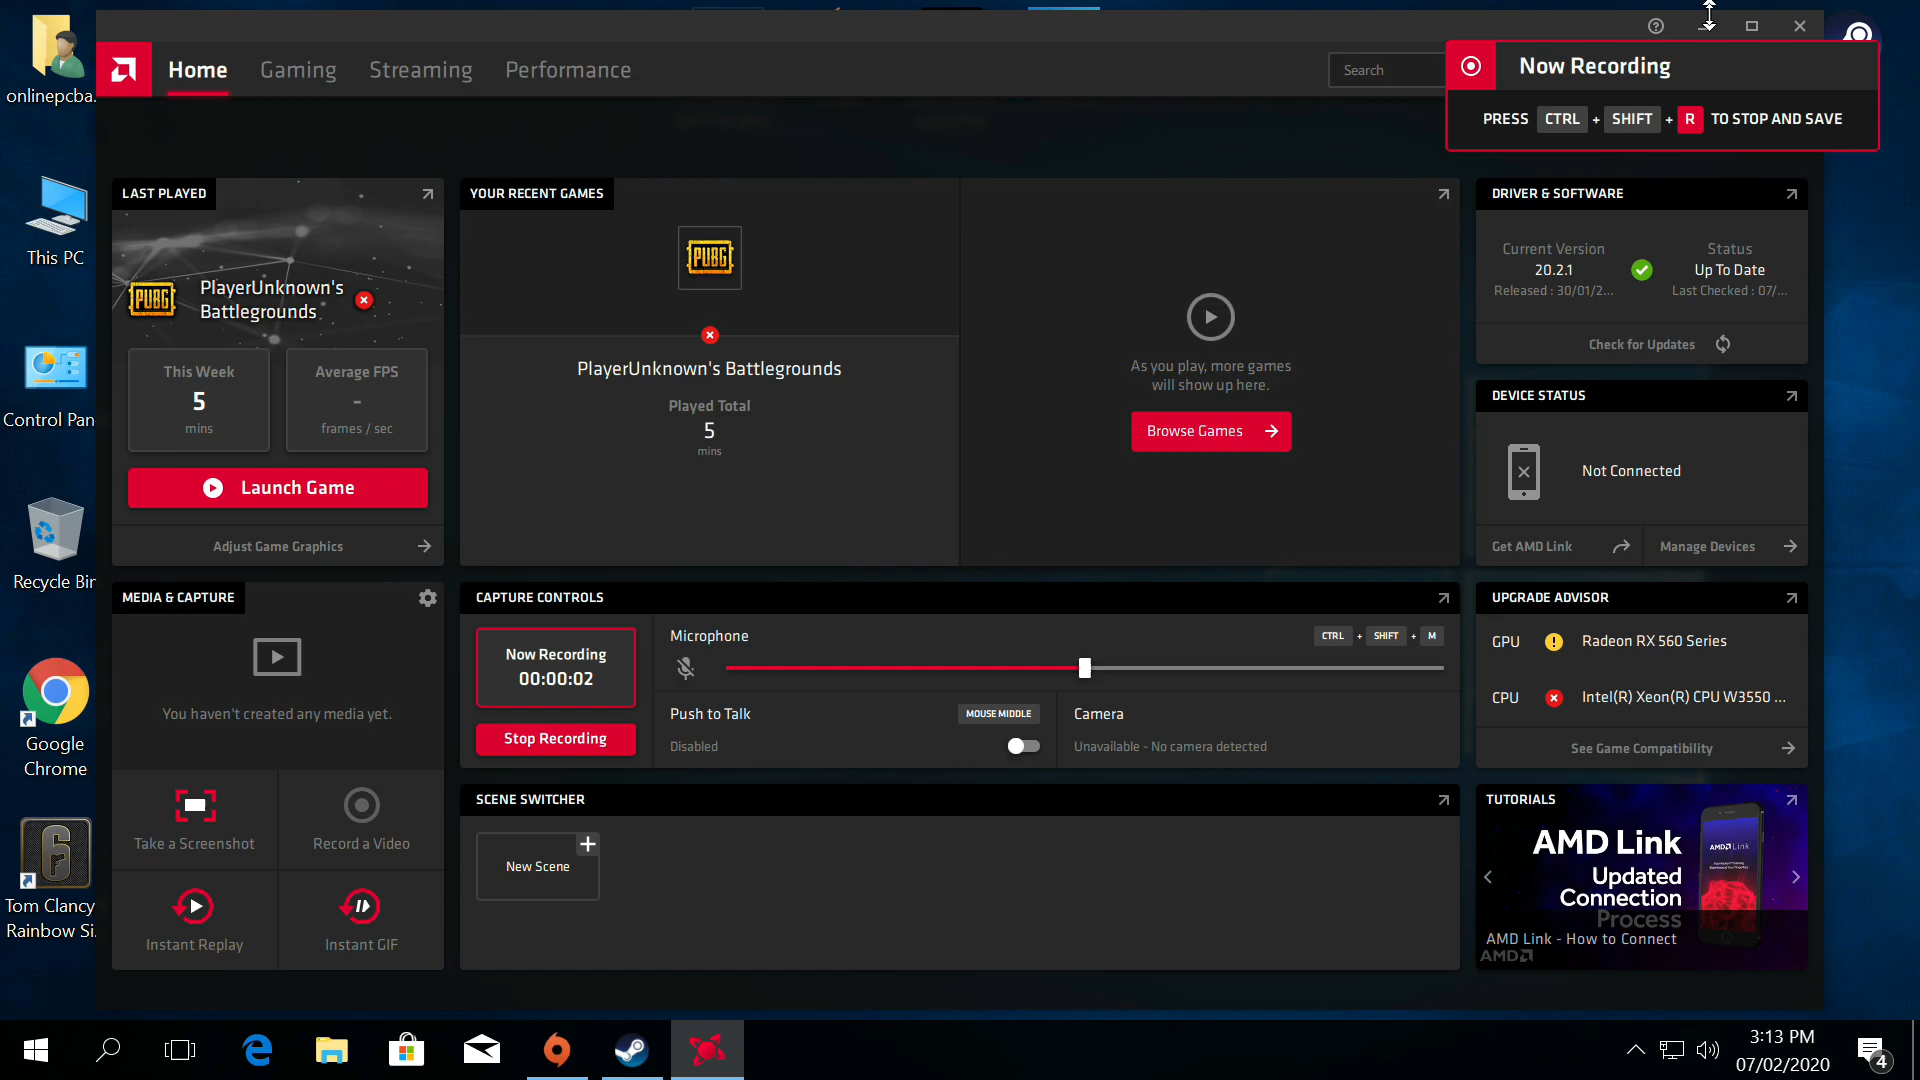 onlinepcba.
This PC
Control Pan
Recycle Bin
Google
Chrome
Tom Clancy
Rainbow Si.
Home
Gaming
Streaming
Performance
Search
Now Recording
PRESS CTRL + SHIFT + R TO STOP AND SAVE
LAST PLAYED
PUBG
PlayerUnknown's
Battlegrounds
This Week
5
mins
Average FPS
-
frames / sec
Launch Game
Adjust Game Graphics
YOUR RECENT GAMES
PUBG
PlayerUnknown's Battlegrounds
Played Total
5
mins
As you play, more games
will show up here.
Browse Games
DRIVER & SOFTWARE
Current Version
20.2.1
Released : 30/01/2...
Status
Up To Date
Last Checked : 07/...
Check for Updates
DEVICE STATUS
Not Connected
Get AMD Link
Manage Devices
MEDIA & CAPTURE
You haven't created any media yet.
Take a Screenshot
Record a Video
Instant Replay
Instant GIF
CAPTURE CONTROLS
Now Recording
00:00:02
Stop Recording
Microphone
CTRL + SHIFT + M
Push to Talk
MOUSE MIDDLE
Disabled
Camera
Unavailable - No camera detected
SCENE SWITCHER
New Scene
UPGRADE ADVISOR
GPU
Radeon RX 560 Series
CPU
Intel(R) Xeon(R) CPU W3550 ...
See Game Compatibility
TUTORIALS
AMD Link
Updated
Connection
Process
AMD Link
AMD Link - How to Connect
AMD
3:13 PM
07/02/2020
4